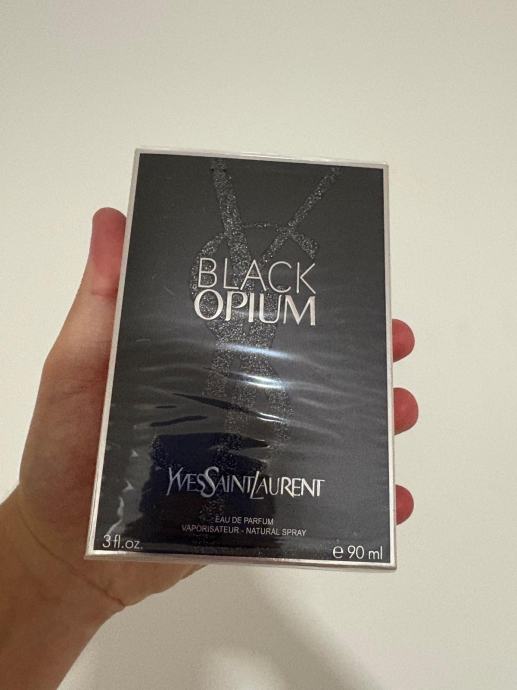 BLACK
OPIUM
YVESSAINTLAURENT
EAU DE PARFUM
VAPORISATEUR - NATURAL SPRAY
3 fl.oz. e 90 ml